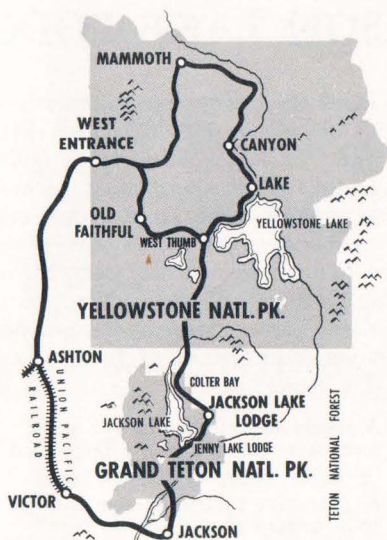 MAMMOTH
WEST
ENTRANCE
CANYON
LAKE
OLD
FAITHFUL
WEST THUMB
YELLOWSTONE LAKE
YELLOWSTONE NATL. PK.
ASHTON
UNION PACIFIC
RAILROAD
COLTER BAY
JACKSON LAKE
LODGE
JACKSON LAKE
JENNY LAKE LODGE
GRAND TETON NATL. PK.
TETON NATIONAL FOREST
VICTOR
JACKSON